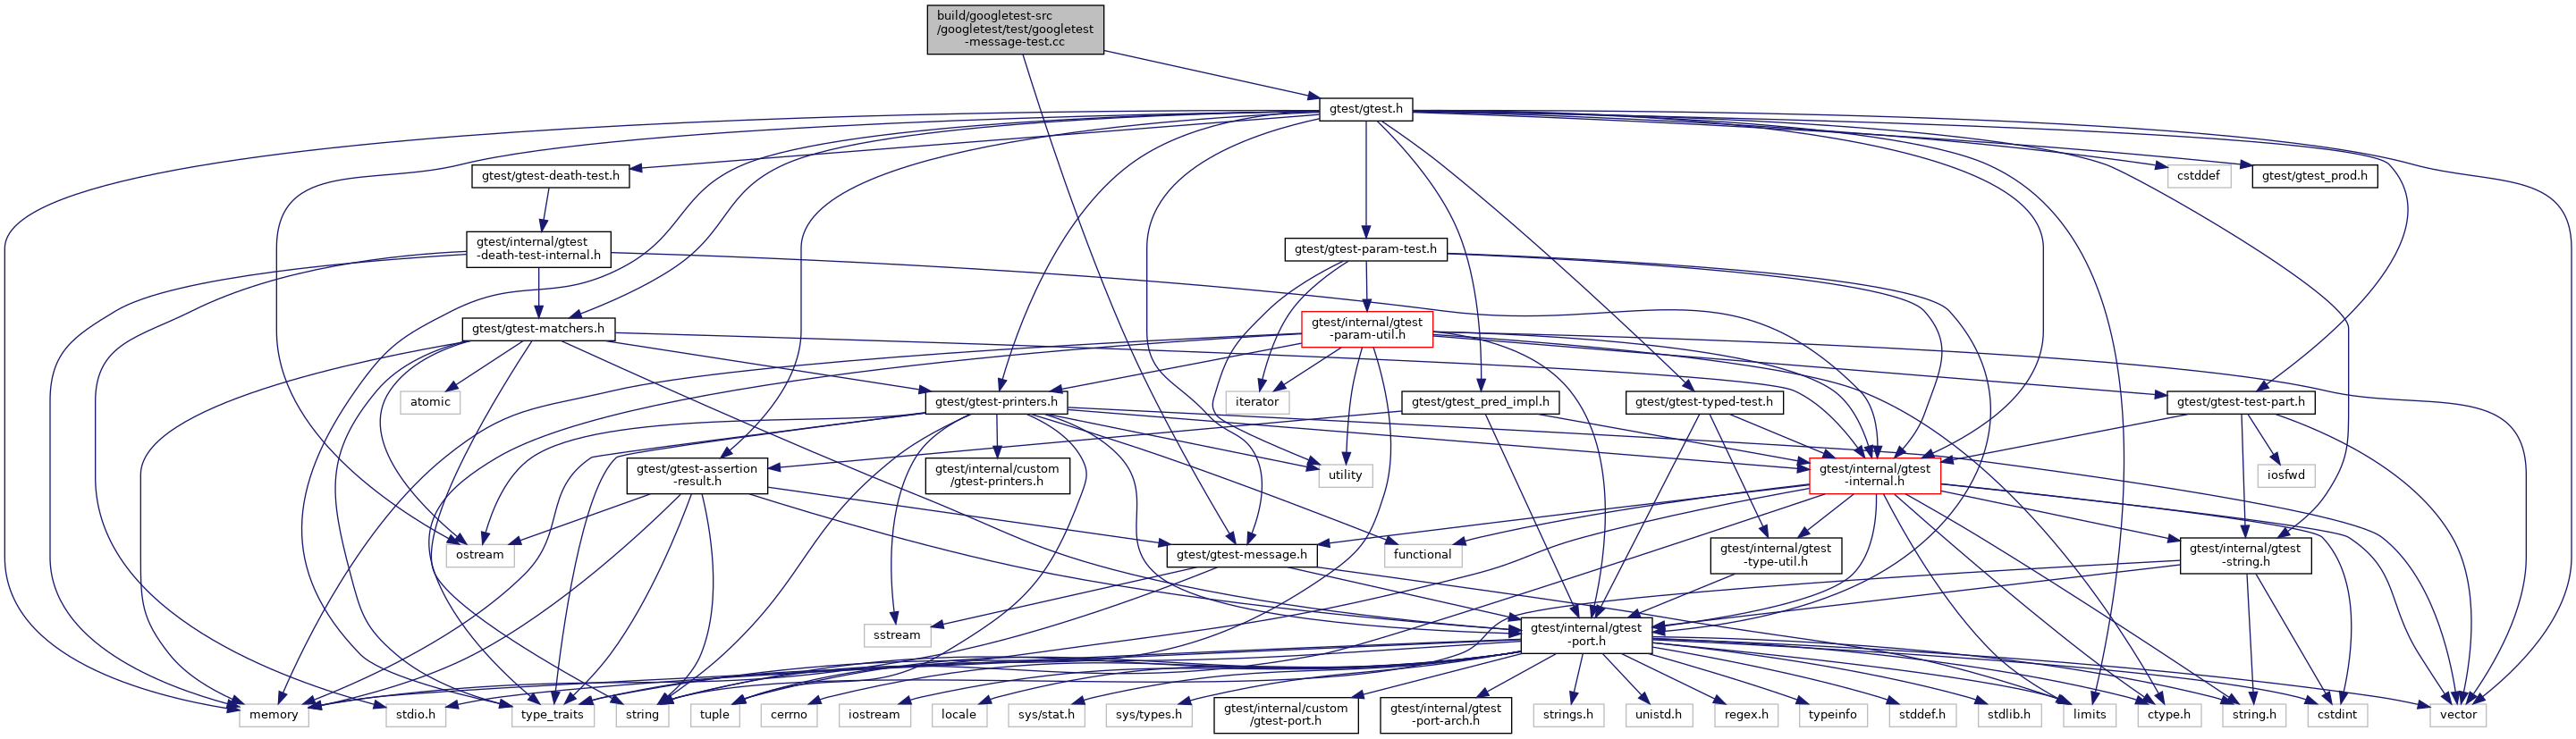 build/googletest-src
/googletest/test/googletest
-message-test.cc
gtest/gtest.h
gtest/gtest-death-test.h
cstddef
gtest/gtest_prod.h
gtest/internal/gtest
-death-test-internal.h
gtest/gtest-param-test.h
gtest/gtest-matchers.h
gtest/internal/gtest
-param-util.h
atomic
gtest/gtest-printers.h
iterator
gtest/gtest_pred_impl.h
gtest/gtest-typed-test.h
gtest/gtest-test-part.h
gtest/gtest-assertion
-result.h
gtest/internal/custom
/gtest-printers.h
utility
gtest/internal/gtest
-internal.h
iosfwd
ostream
gtest/gtest-message.h
functional
gtest/internal/gtest
-type-util.h
gtest/internal/gtest
-string.h
sstream
gtest/internal/gtest
-port.h
memory
stdio.h
type_traits
string
tuple
cerrno
iostream
locale
sys/stat.h
sys/types.h
gtest/internal/custom
/gtest-port.h
gtest/internal/gtest
-port-arch.h
strings.h
unistd.h
regex.h
typeinfo
stddef.h
stdlib.h
limits
ctype.h
string.h
cstdint
vector